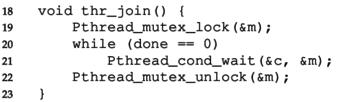 18 void thr_join() {
19     Pthread_mutex_lock(&m);
20     while (done == 0)
21         Pthread_cond_wait(&c, &m);
22     Pthread_mutex_unlock(&m);
23 }